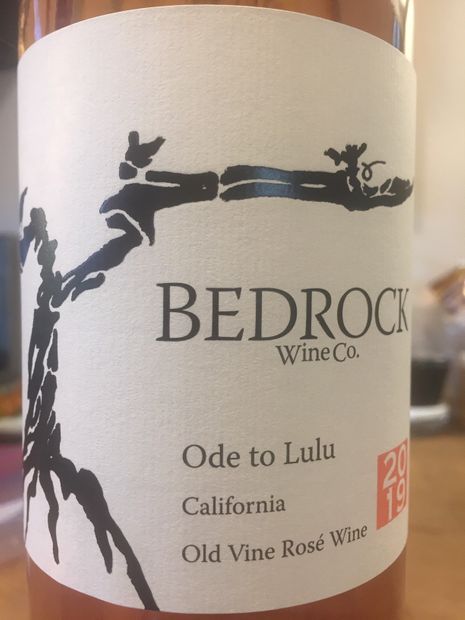 BEDROCK
Wine Co.
Ode to Lulu
California
Old Vine Rosé Wine
20
19